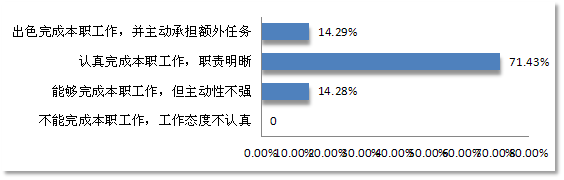 出色完成本职工作，并主动承担额外任务 14.29%
认真完成本职工作，职责明晰 71.43%
能够完成本职工作，但主动性不强 14.28%
不能完成本职工作，工作态度不认真 0
0.00% 10.00% 20.00% 30.00% 40.00% 50.00% 60.00% 70.00% 80.00%